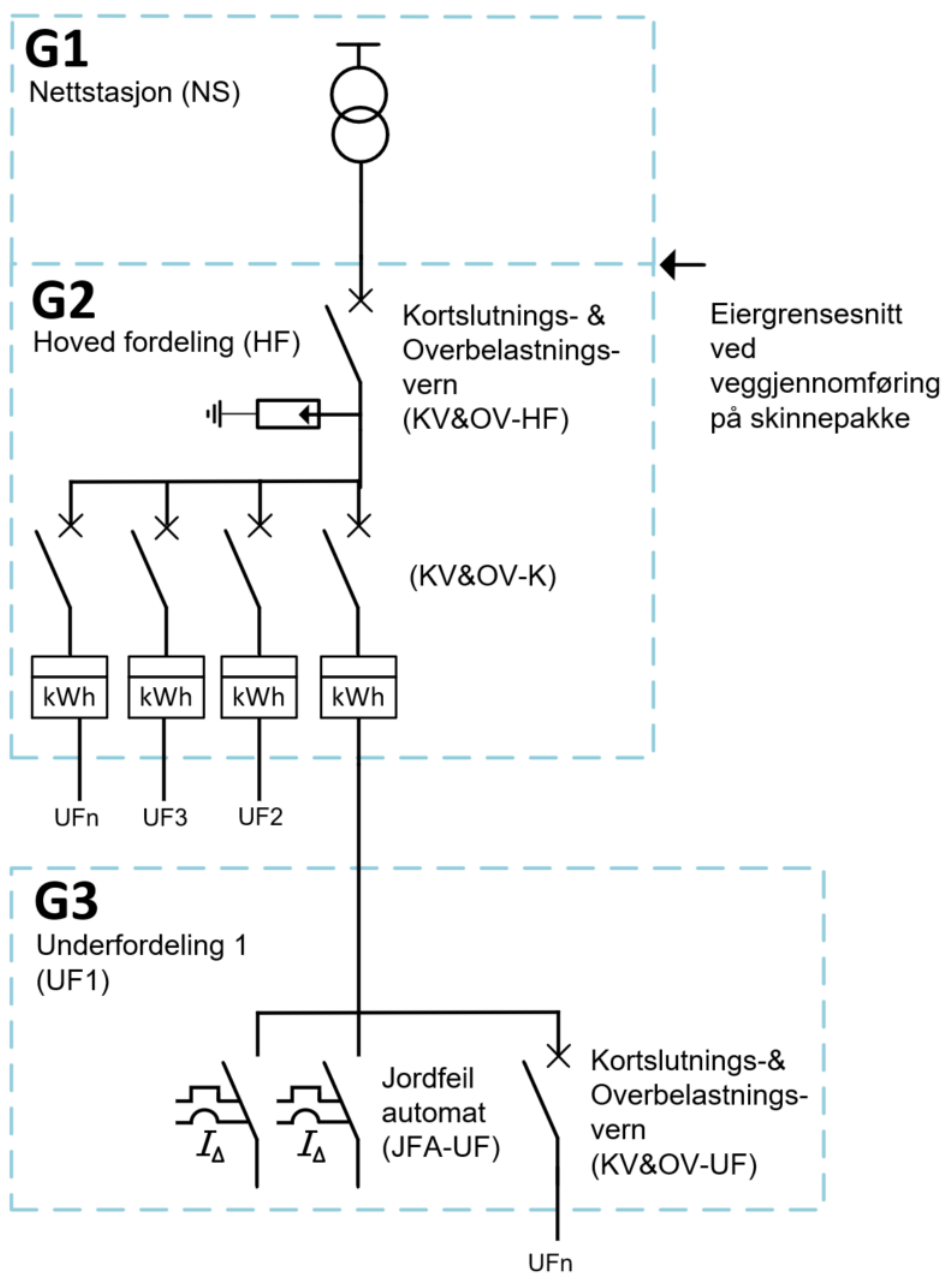 G1
Nettstasjon (NS)
G2
Hoved fordeling (HF)
Kortslutnings- &
Overbelastnings-
vern
(KV&OV-HF)
Eiergrensesnitt
ved
veggjennomføring
på skinnepakke
(KV&OV-K)
kWh
kWh
kWh
kWh
UFn
UF3
UF2
G3
Underfordeling 1
(UF1)
Jordfeil
automat
(JFA-UF)
Kortslutnings-&
Overbelastnings-
vern
(KV&OV-UF)
IΔ
IΔ
UFn